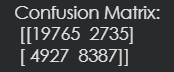 Confusion Matrix:
[[19765 2735]
[ 4927 8387]]